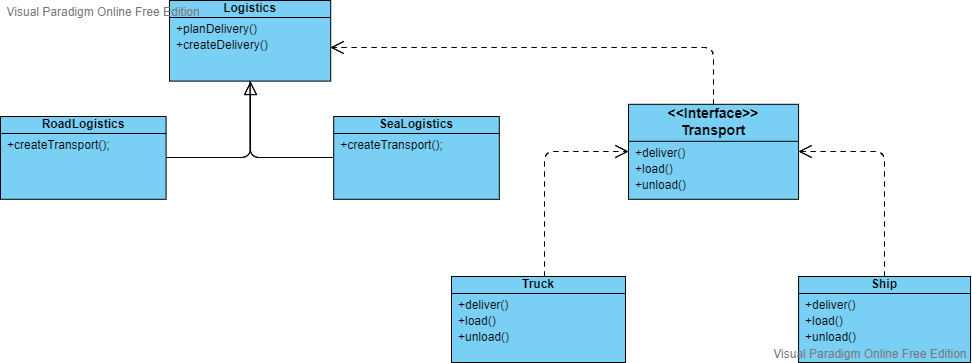 Visual Paradigm Online Free Edition
Logistics
+planDelivery()
+createDelivery()
RoadLogistics
+createTransport();
SeaLogistics
+createTransport();
<<Interface>>
Transport
+deliver()
+load()
+unload()
Truck
+deliver()
+load()
+unload()
Ship
+deliver()
+load()
+unload()
Visual Paradigm Online Free Edition